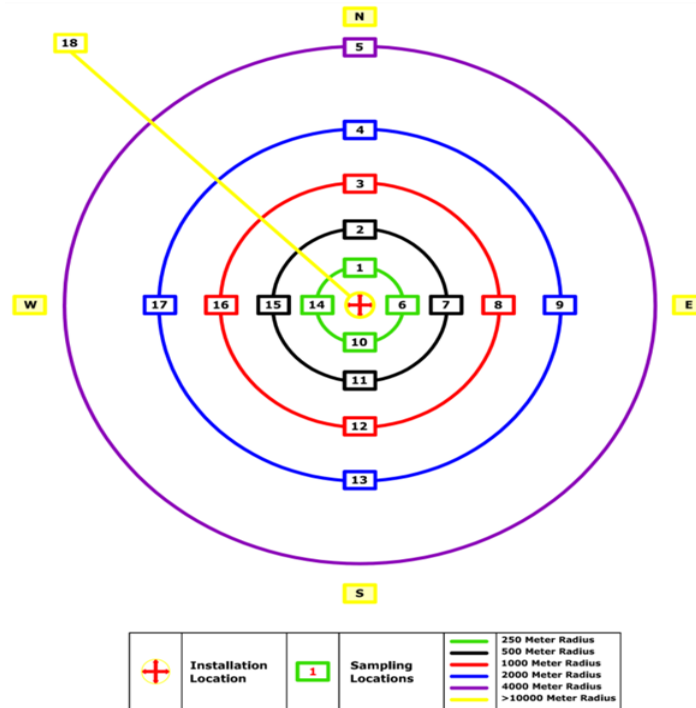 N
18
5
4
3
2
1
W
17
16
15
14
6
7
8
9
E
10
11
12
13
S
Installation
Location
1
Sampling
Locations
250 Meter Radius
500 Meter Radius
1000 Meter Radius
2000 Meter Radius
4000 Meter Radius
>10000 Meter Radius